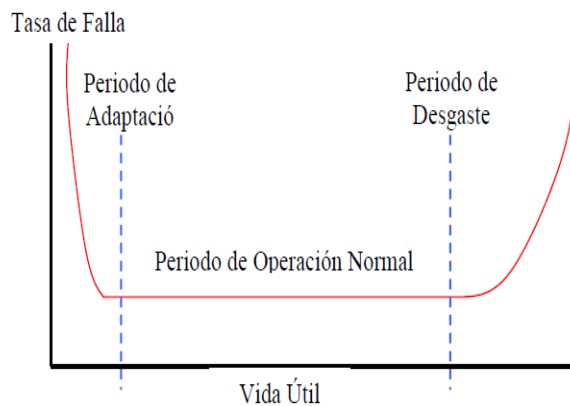 Tasa de Falla
Periodo de
Adaptació
Periodo de
Desgaste
Periodo de Operación Normal
Vida Útil